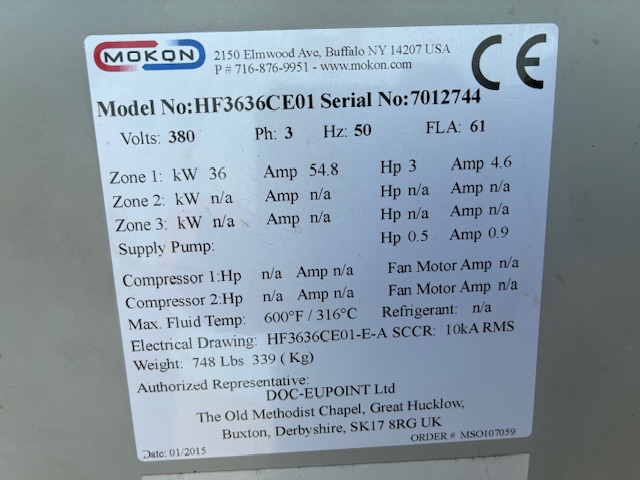 MOKON 2150 Elmwood Ave, Buffalo NY 14207 USA
P # 716-876-9951 - www.mokon.com
CE
Model No:HF3636CE01 Serial No:7012744
Volts: 380 Ph: 3 Hz: 50 FLA: 61
Zone 1: kW 36 Amp 54.8 Hp 3 Amp 4.6
Zone 2: kW n/a Amp n/a Hp n/a Amp n/a
Zone 3: kW n/a Amp n/a Hp n/a Amp n/a
Supply Pump: Hp 0.5 Amp 0.9
Compressor 1:Hp n/a Amp n/a Fan Motor Amp n/a
Compressor 2:Hp n/a Amp n/a Fan Motor Amp n/a
Max. Fluid Temp: 600°F / 316°C Refrigerant: n/a
Electrical Drawing: HF3636CE01-E-A SCCR: 10kA RMS
Weight: 748 Lbs 339 ( Kg)
Authorized Representative:
DOC-EUPOINT Ltd
The Old Methodist Chapel, Great Hucklow,
Buxton, Derbyshire, SK17 8RG UK
ORDER # MSO107059
Date: 01/2015